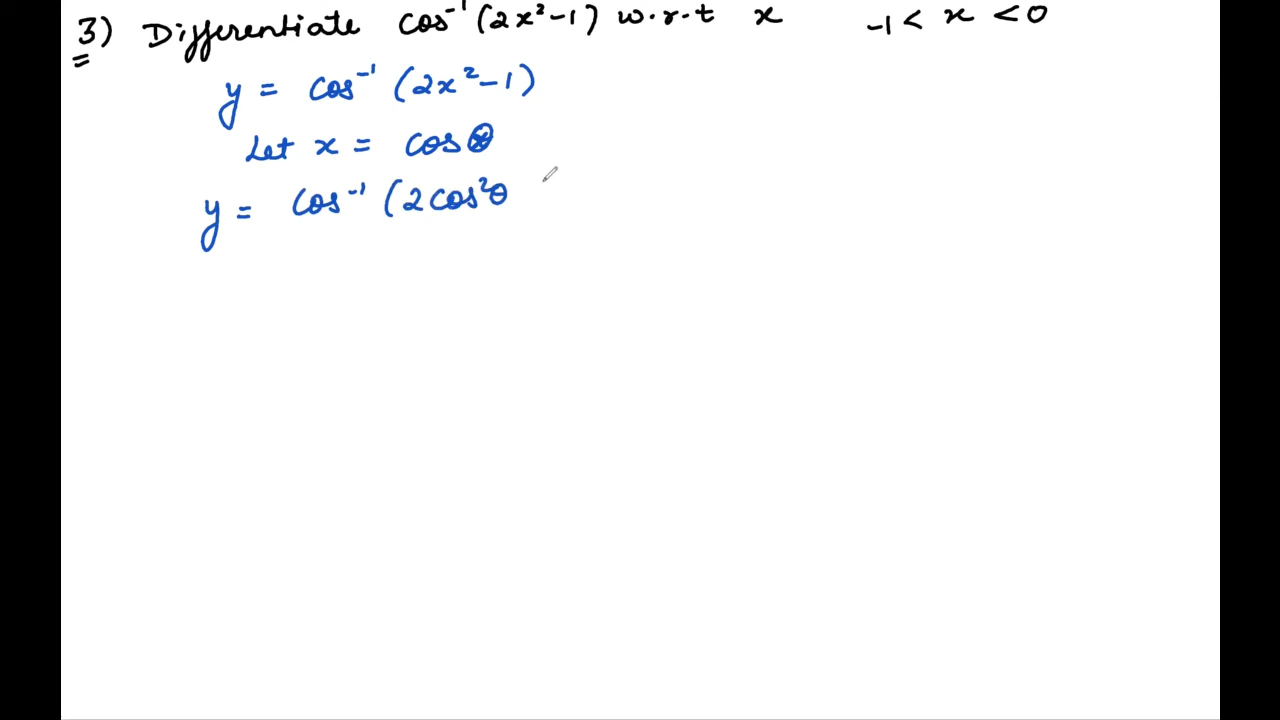 3) Differentiate cos⁻¹(2x²-1) w.r.t x -1 < x < 0
y = cos⁻¹ (2x²-1)
Let x = cosθ
y = cos⁻¹ (2cos²θ